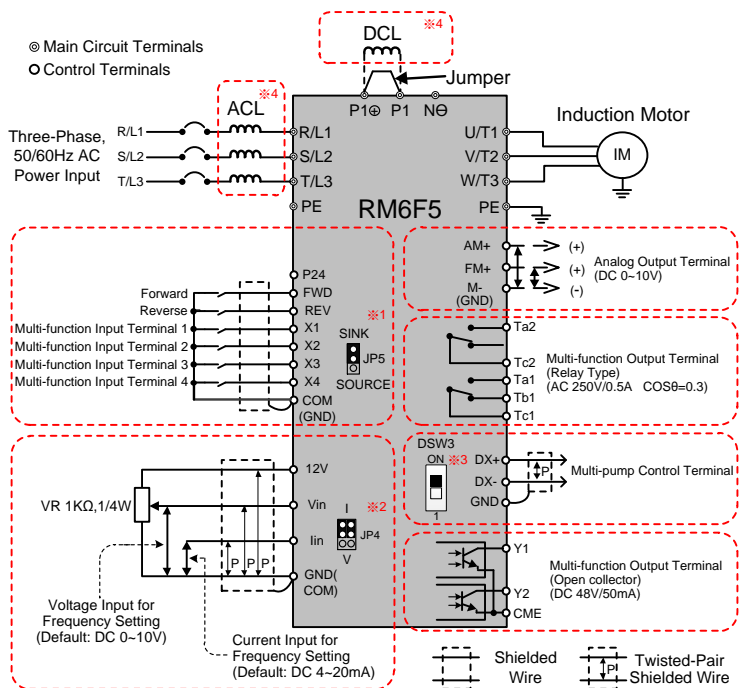 ◎ Main Circuit Terminals
O Control Terminals
DCL
※4
Jumper
P1⊕ P1 N⊖
※4
ACL
Three-Phase,
50/60Hz AC
Power Input
R/L1
S/L2
T/L3
R/L1
S/L2
T/L3
PE
RM6F5
U/T1
V/T2
W/T3
PE
Induction Motor
IM
P24
FWD
REV
X1
X2
X3
X4
COM
(GND)
Forward
Reverse
Multi-function Input Terminal 1
Multi-function Input Terminal 2
Multi-function Input Terminal 3
Multi-function Input Terminal 4
※1
SINK
JP5
SOURCE
AM+
FM+
M-
(GND)
(+)
(+)
(-)
Analog Output Terminal
(DC 0~10V)
Ta2
Tc2
Ta1
Tb1
Tc1
Multi-function Output Terminal
(Relay Type)
(AC 250V/0.5A COSθ=0.3)
12V
Vin
Iin
GND(
COM)
VR 1KΩ,1/4W
P P P
※2
I
JP4
V
Voltage Input for
Frequency Setting
(Default: DC 0~10V)
Current Input for
Frequency Setting
(Default: DC 4~20mA)
DSW3
ON ※3
1
DX+
DX-
GND
P
Multi-pump Control Terminal
Y1
Y2
CME
Multi-function Output Terminal
(Open collector)
(DC 48V/50mA)
Shielded
Wire
P
Twisted-Pair
Shielded Wire